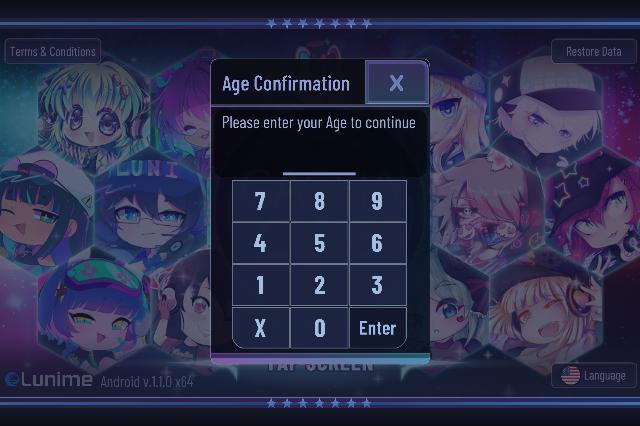 Terms & Conditions
Restore Data
Age Confirmation
X
Please enter your Age to continue
LUNI
7 8 9
4 5 6
1 2 3
X 0 Enter
TAP SCREEN
Lunime Android v.1.1.0 x64
Language